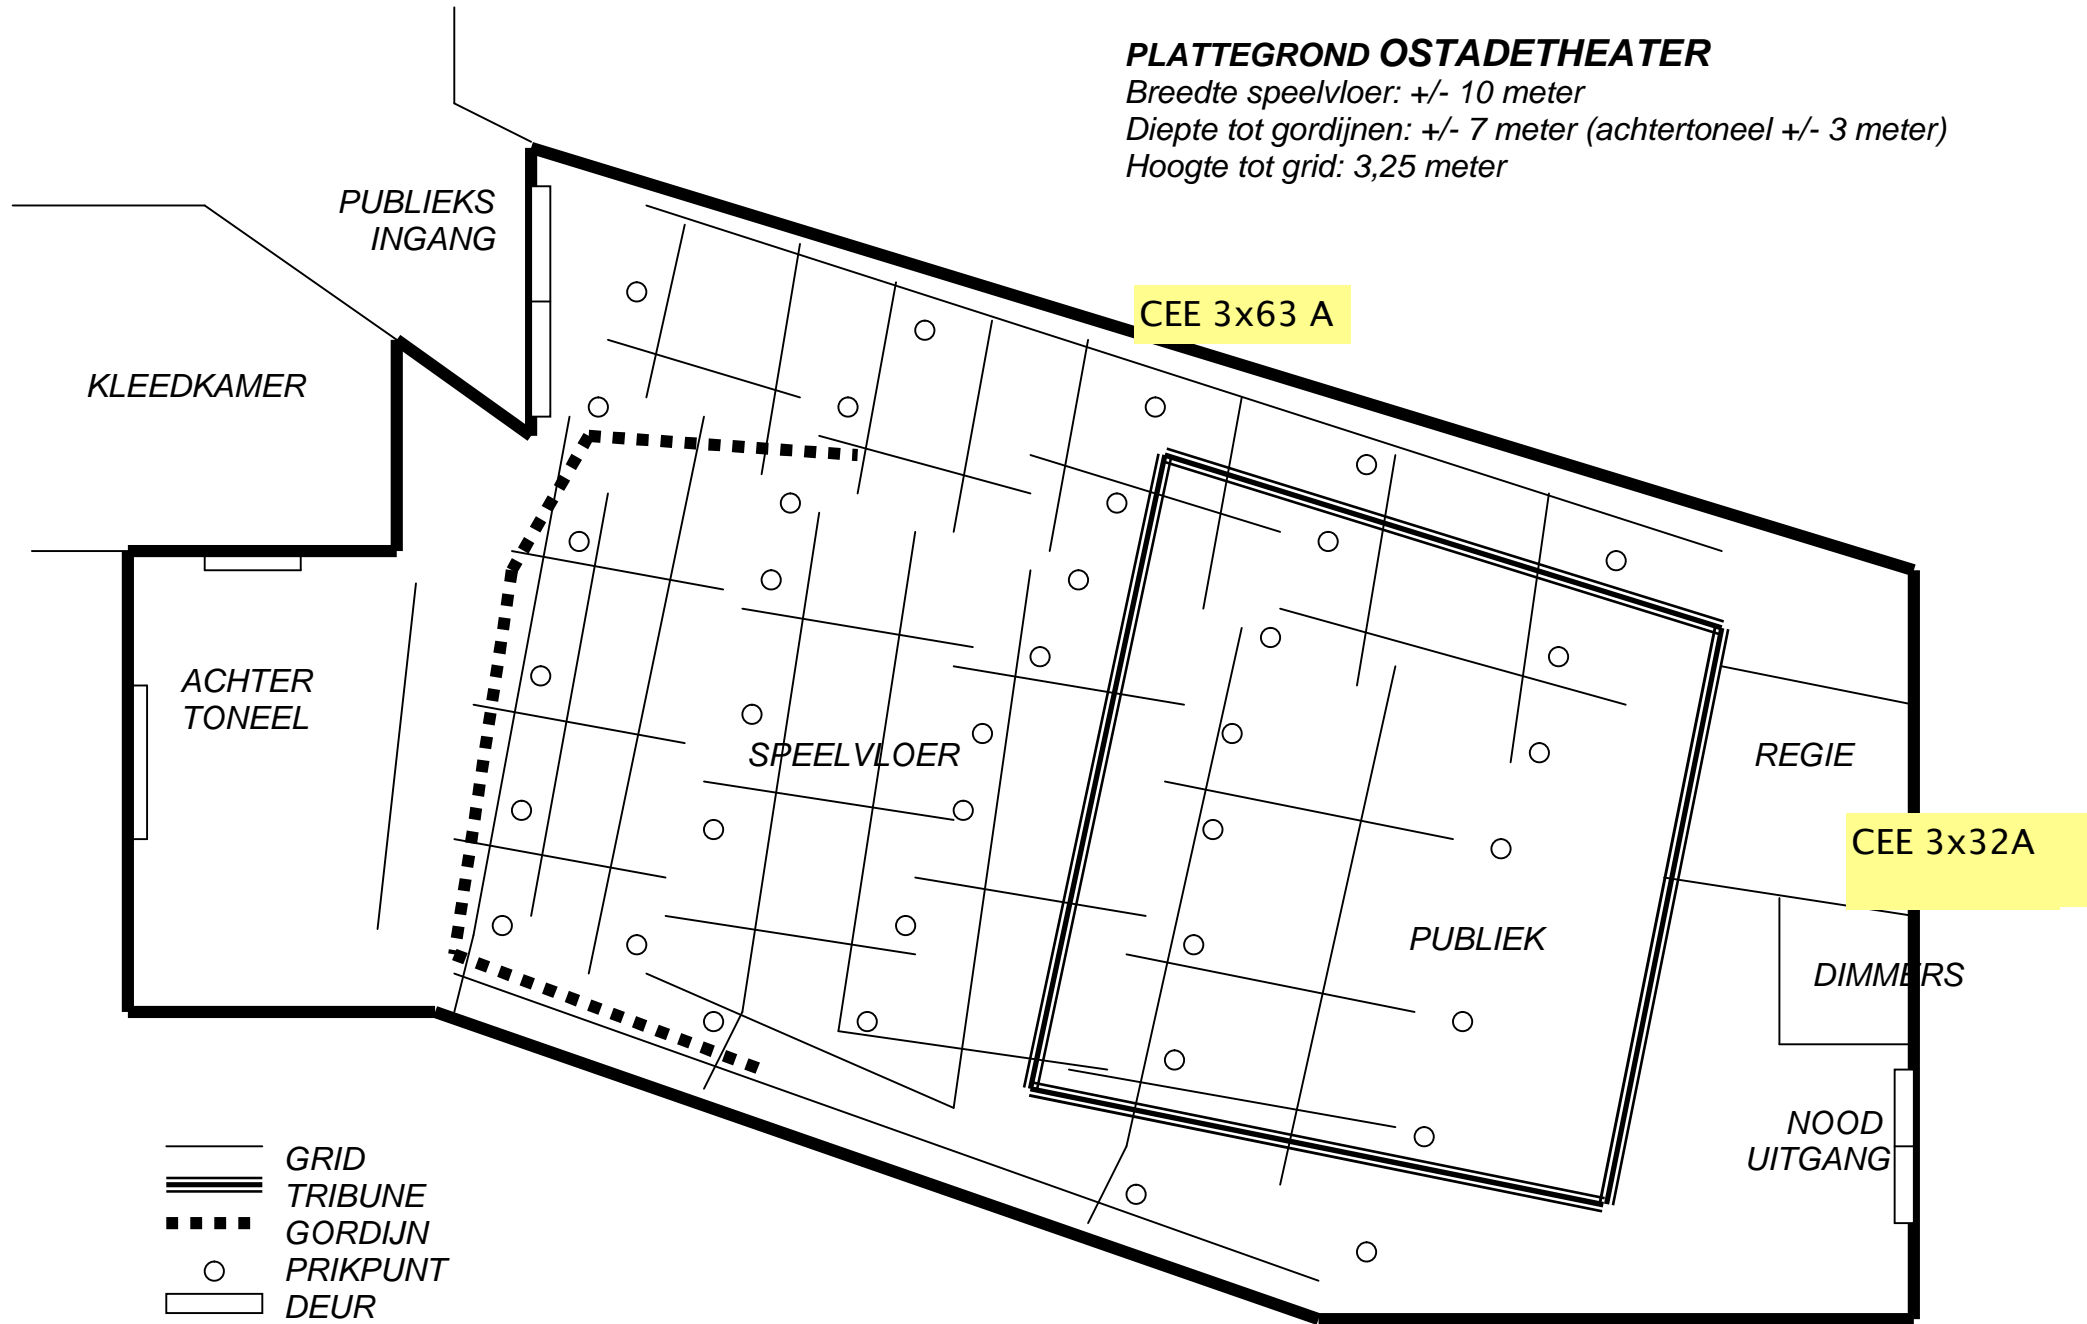 PLATTEGROND OSTADETHEATER
Breedte speelvloer: +/- 10 meter
Diepte tot gordijnen: +/- 7 meter (achtertoneel +/- 3 meter)
Hoogte tot grid: 3,25 meter
PUBLIEKS
INGANG
CEE 3x63 A
KLEEDKAMER
ACHTER
TONEEL
SPEELVLOER
REGIE
CEE 3x32A
PUBLIEK
DIMMERS
NOOD
UITGANG
GRID
TRIBUNE
GORDIJN
PRIKPUNT
DEUR